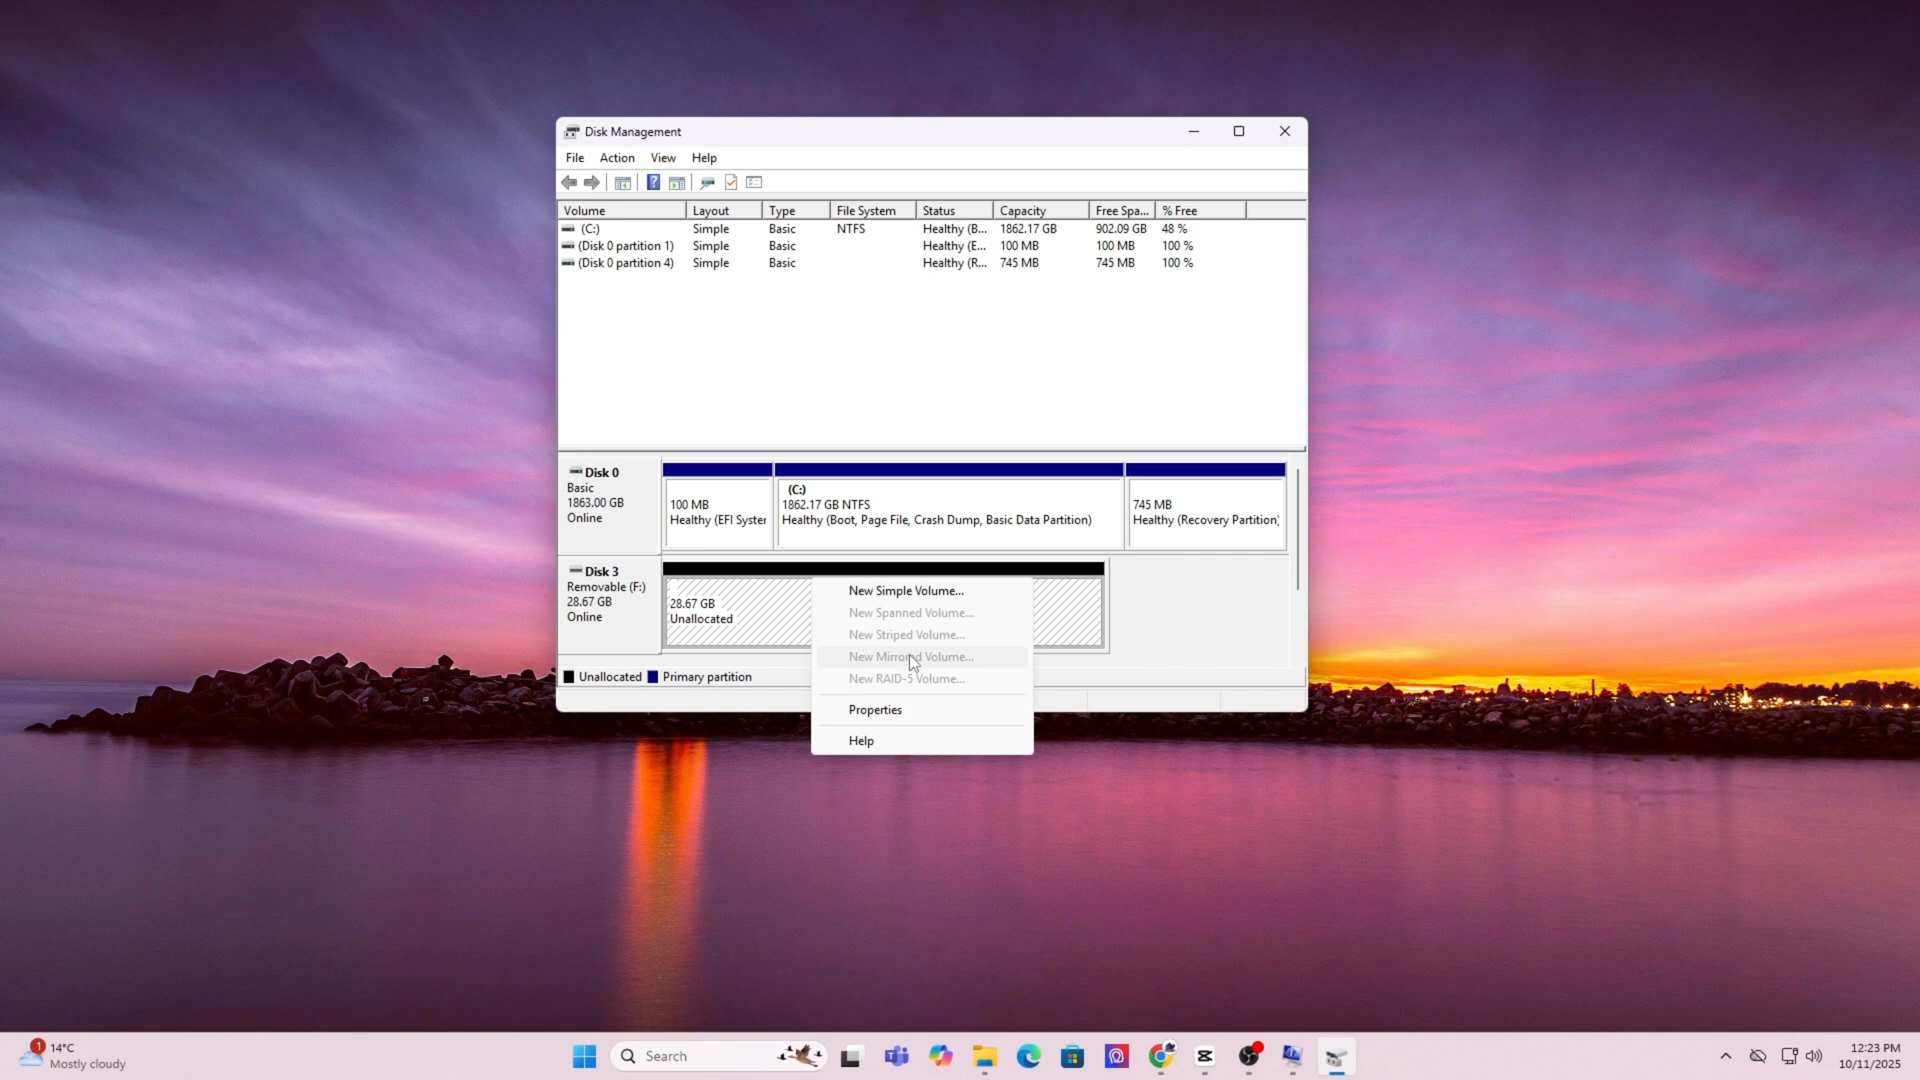 Disk Management
File Action View Help
Volume Layout Type File System Status Capacity Free Spa... % Free
(C:) Simple Basic NTFS Healthy (B... 1862.17 GB 902.09 GB 48 %
(Disk 0 partition 1) Simple Basic Healthy (E... 100 MB 100 MB 100 %
(Disk 0 partition 4) Simple Basic Healthy (R... 745 MB 745 MB 100 %
Disk 0
Basic
1863.00 GB
Online
100 MB
Healthy (EFI Syster
(C:)
1862.17 GB NTFS
Healthy (Boot, Page File, Crash Dump, Basic Data Partition)
745 MB
Healthy (Recovery Partition)
Disk 3
Removable (F:)
28.67 GB
Online
28.67 GB
Unallocated
New Simple Volume...
New Spanned Volume...
New Striped Volume...
New Mirrored Volume...
New RAID-5 Volume...
Properties
Help
Unallocated Primary partition
1
14°C
Mostly cloudy
Search
12:23 PM
10/11/2025